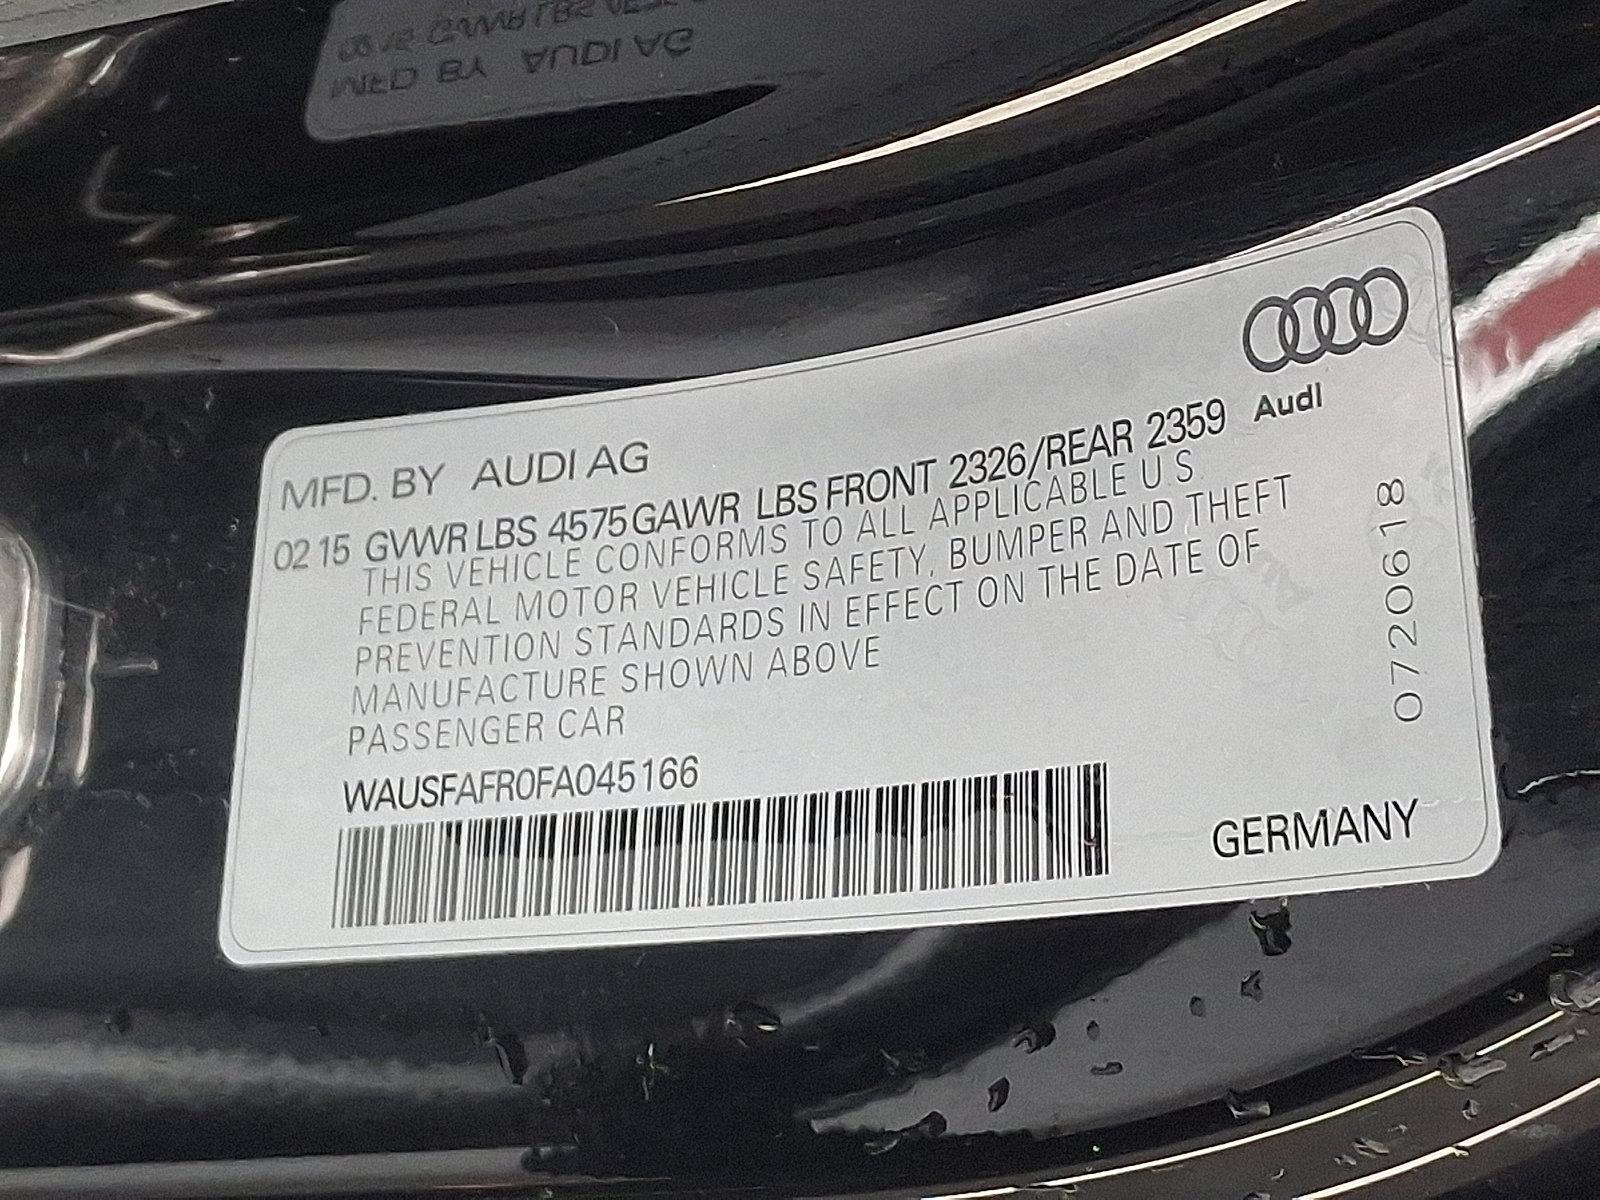 MFD. BY AUDI AG
Audi
02 15 GVWR LBS 4575 GAWR LBS FRONT 2326/REAR 2359
THIS VEHICLE CONFORMS TO ALL APPLICABLE U.S
FEDERAL MOTOR VEHICLE SAFETY, BUMPER AND THEFT
PREVENTION STANDARDS IN EFFECT ON THE DATE OF
MANUFACTURE SHOWN ABOVE
PASSENGER CAR
WAUSFAFR0FA045166
GERMANY
0720618